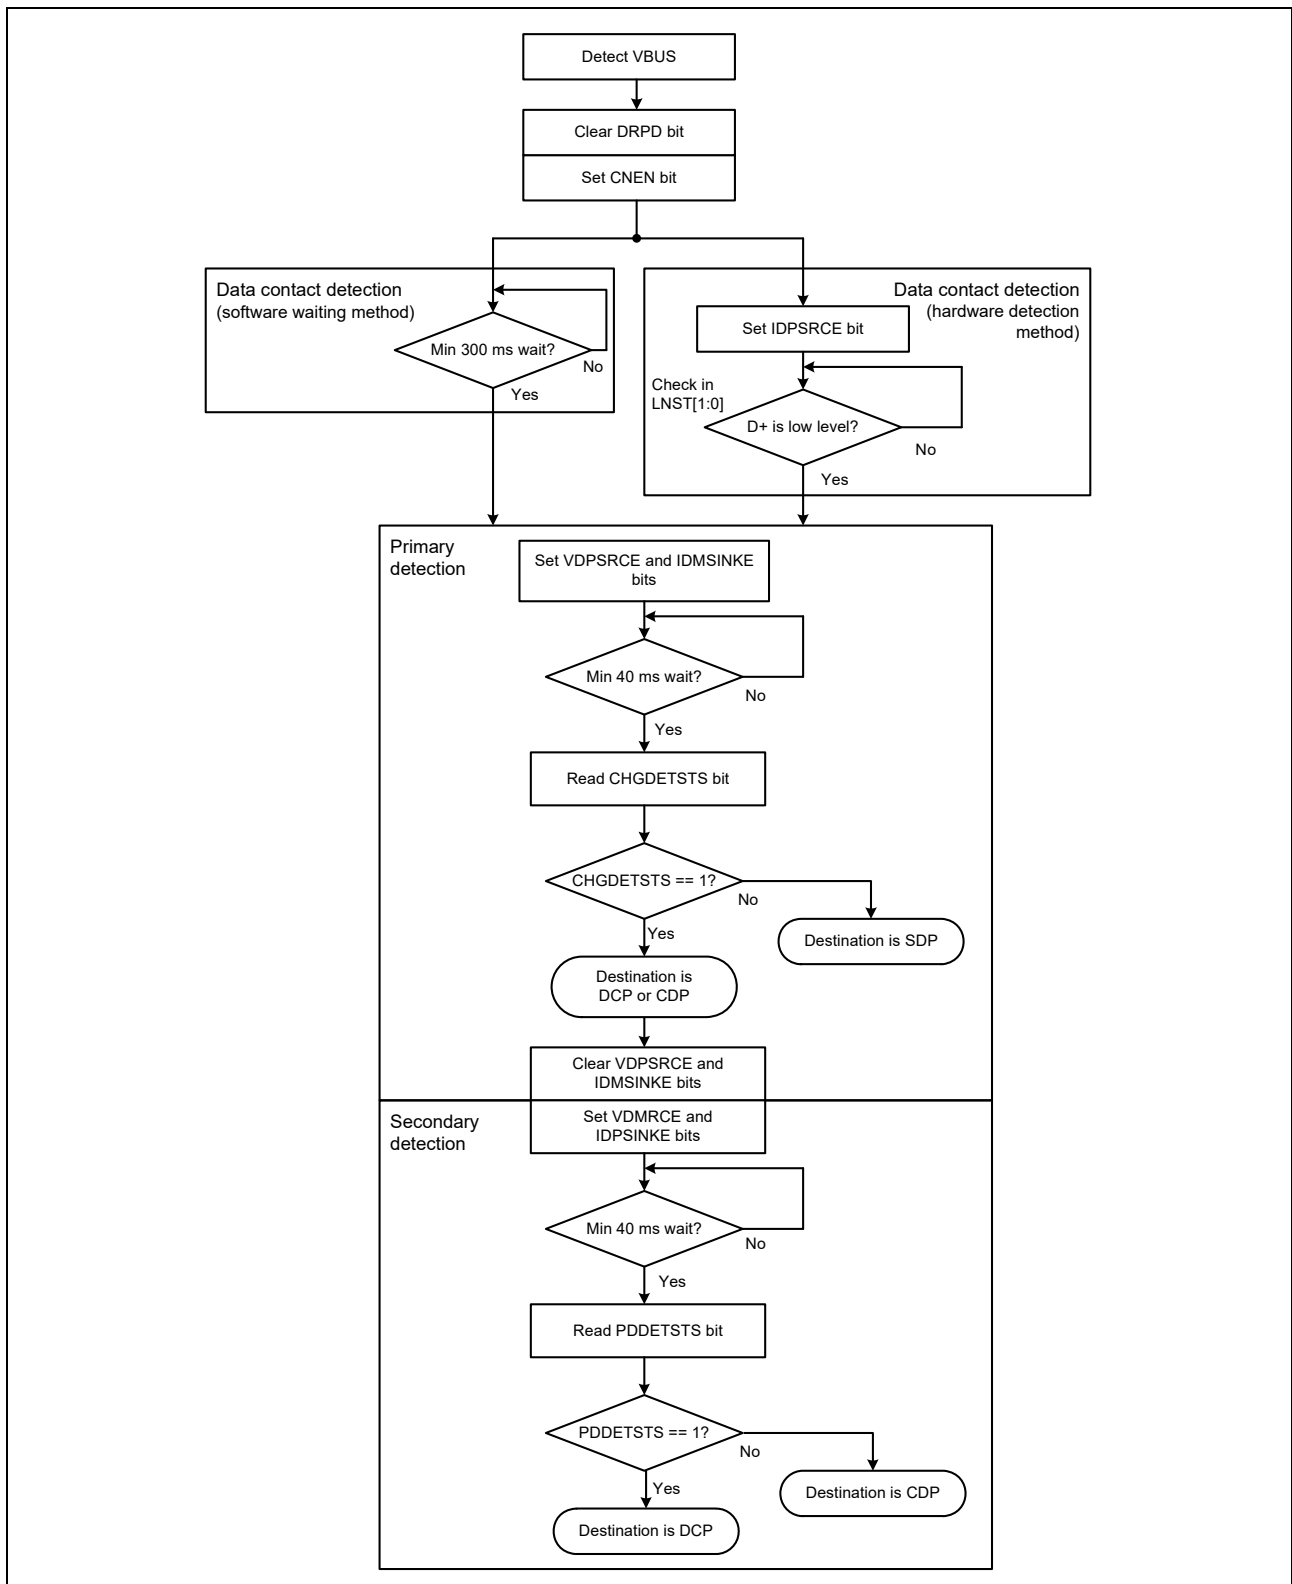 Detect VBUS
Clear DRPD bit
Set CNEN bit
Data contact detection
(software waiting method)
Min 300 ms wait?
No
Yes
Data contact detection
(hardware detection
method)
Set IDPSRCE bit
Check in
LNST[1:0]
D+ is low level?
No
Yes
Primary
detection
Set VDPSRCE and IDMSINKE
bits
Min 40 ms wait?
No
Yes
Read CHGDETSTS bit
CHGDETSTS == 1?
No
Yes
Destination is SDP
Destination is
DCP or CDP
Clear VDPSRCE and
IDMSINKE bits
Secondary
detection
Set VDMRCE and
IDPSINKE bits
Min 40 ms wait?
No
Yes
Read PDDETSTS bit
PDDETSTS == 1?
No
Yes
Destination is CDP
Destination is DCP